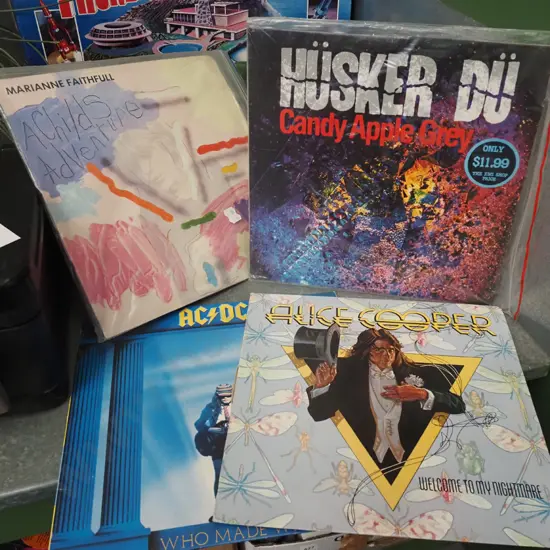 MARIANNE FAITHFULL
A Childs
Adventure
HÜSKER DÜ
Candy Apple Grey
ONLY
$11.99
AC/DC
WHO MADE
ALICE COOPER
WELCOME TO MY NIGHTMARE